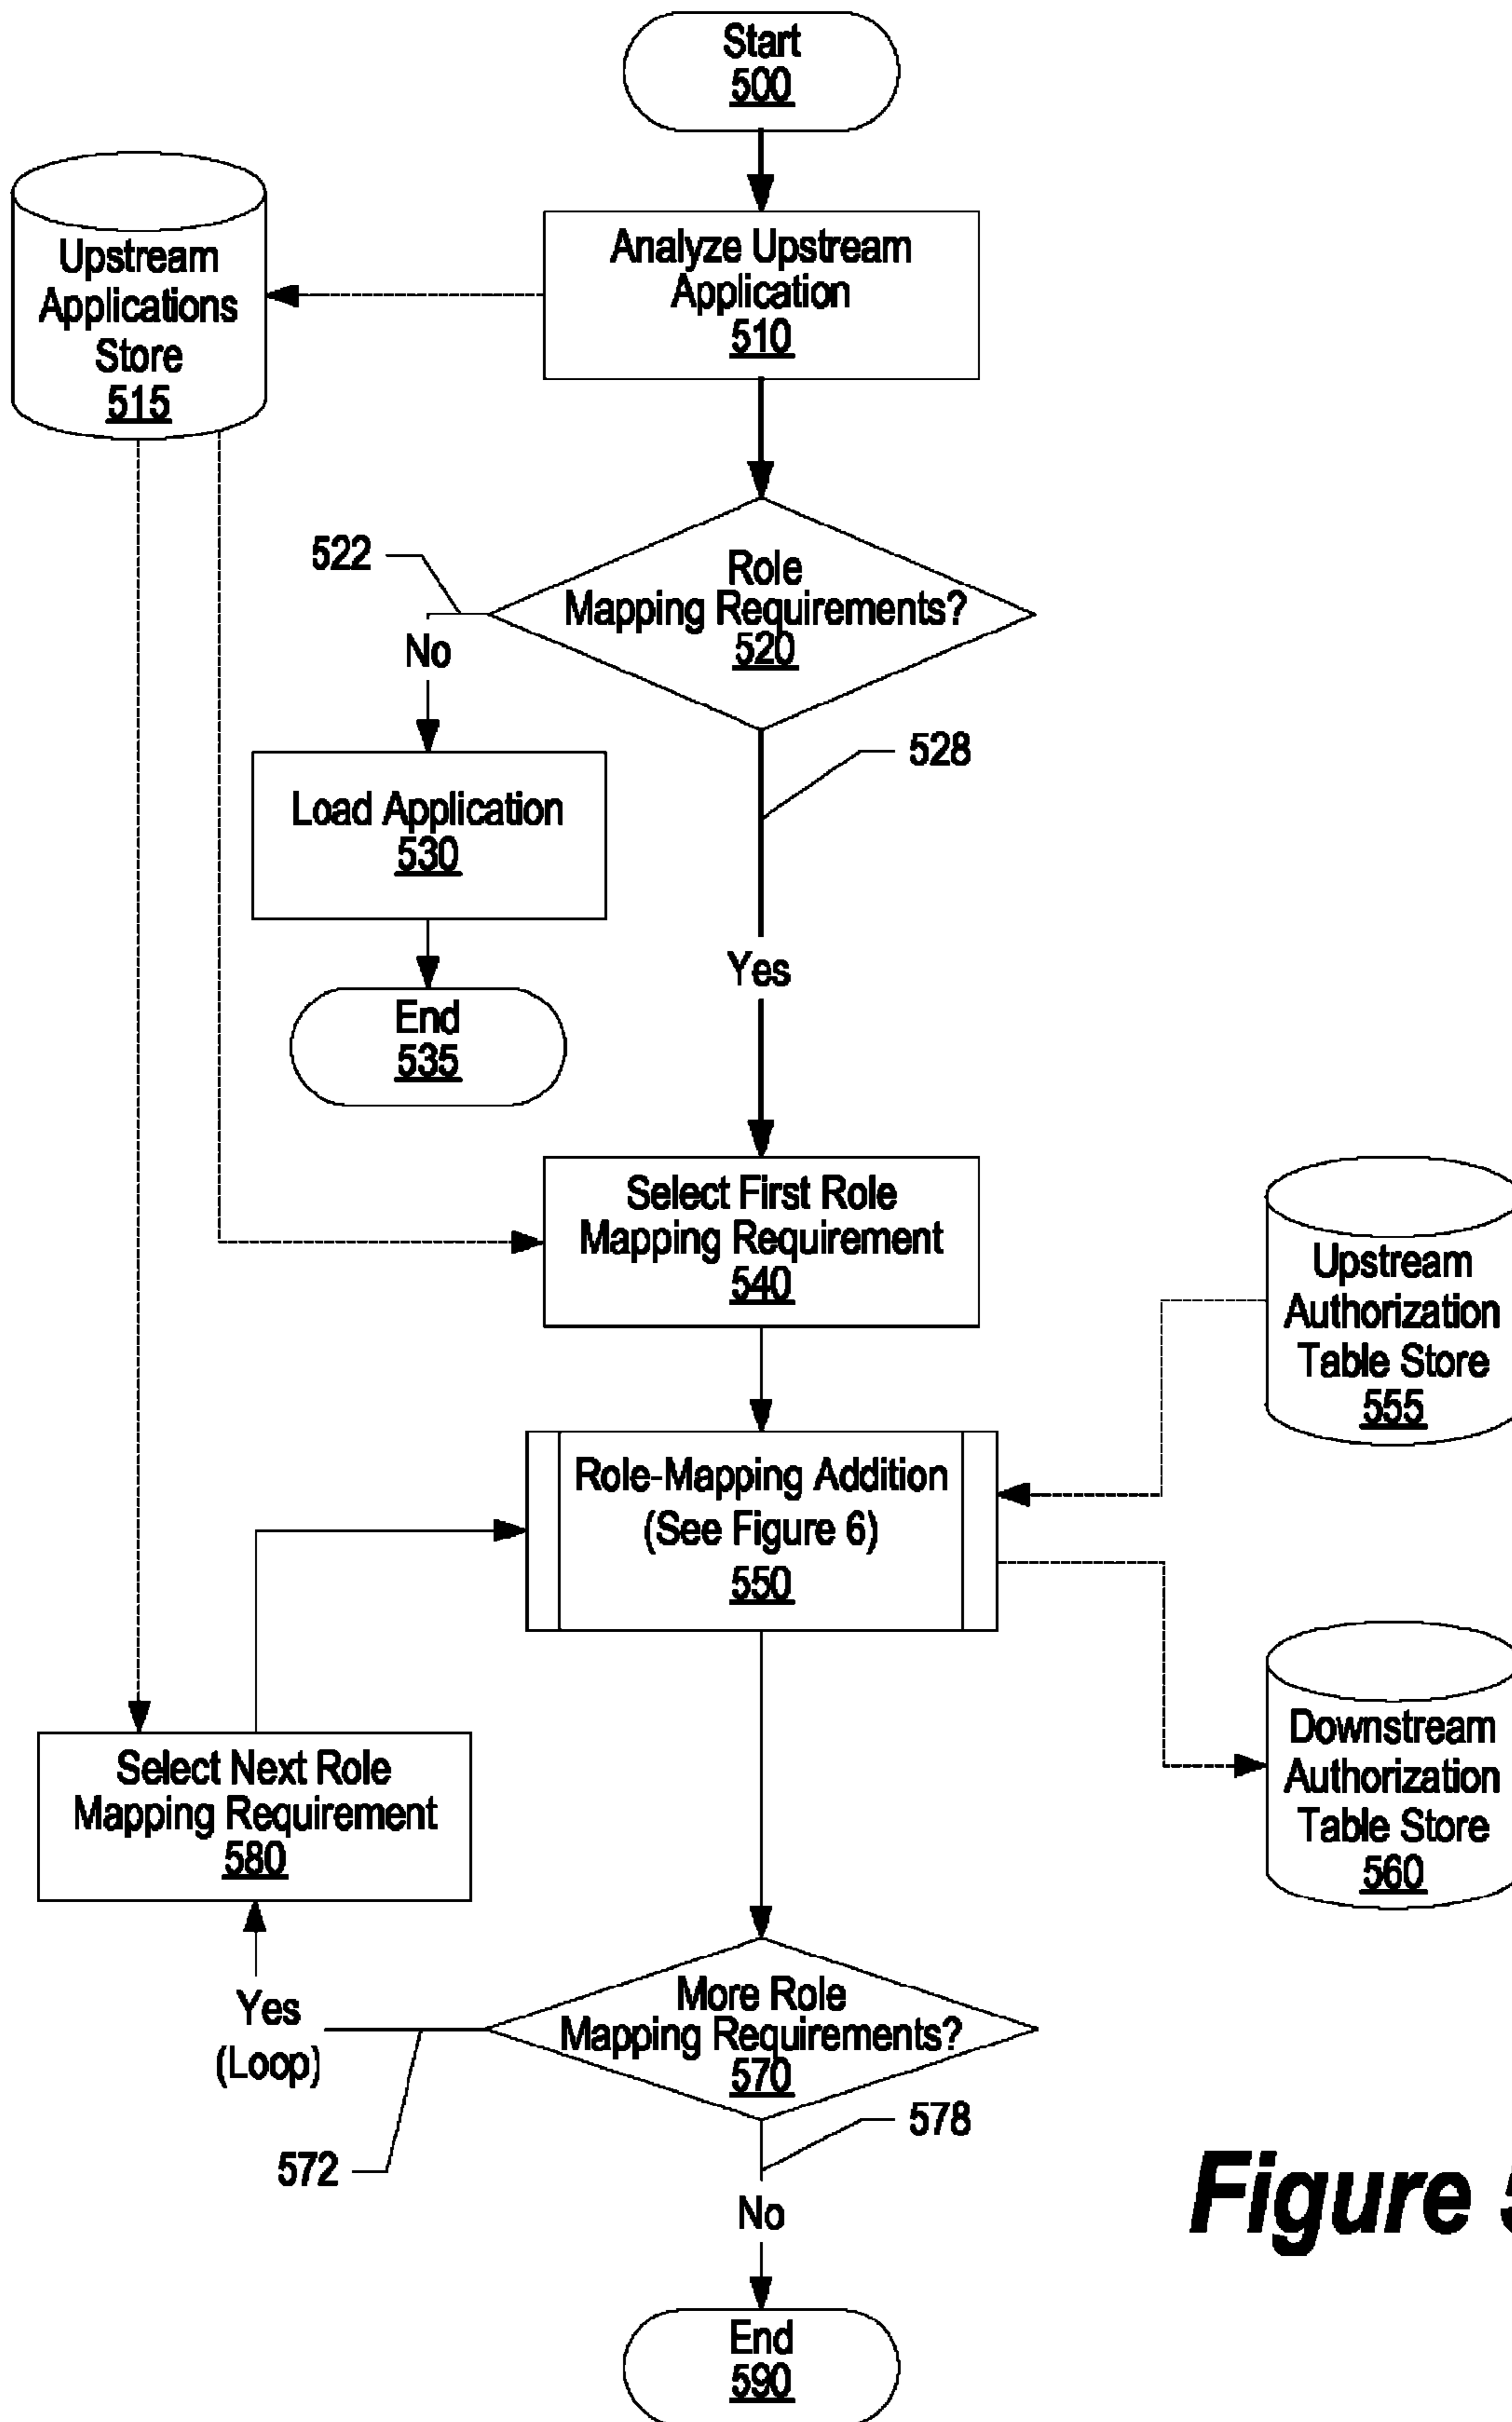 Start
500
Upstream
Applications
Store
515
Analyze Upstream
Application
510
522
Role
Mapping Requirements?
520
No
528
Load Application
530
Yes
End
535
Select First Role
Mapping Requirement
540
Upstream
Authorization
Table Store
555
Role-Mapping Addition
(See Figure 6)
550
Downstream
Authorization
Table Store
560
Select Next Role
Mapping Requirement
580
Yes
(Loop)
More Role
Mapping Requirements?
570
572
578
No
Figure 5
End
590